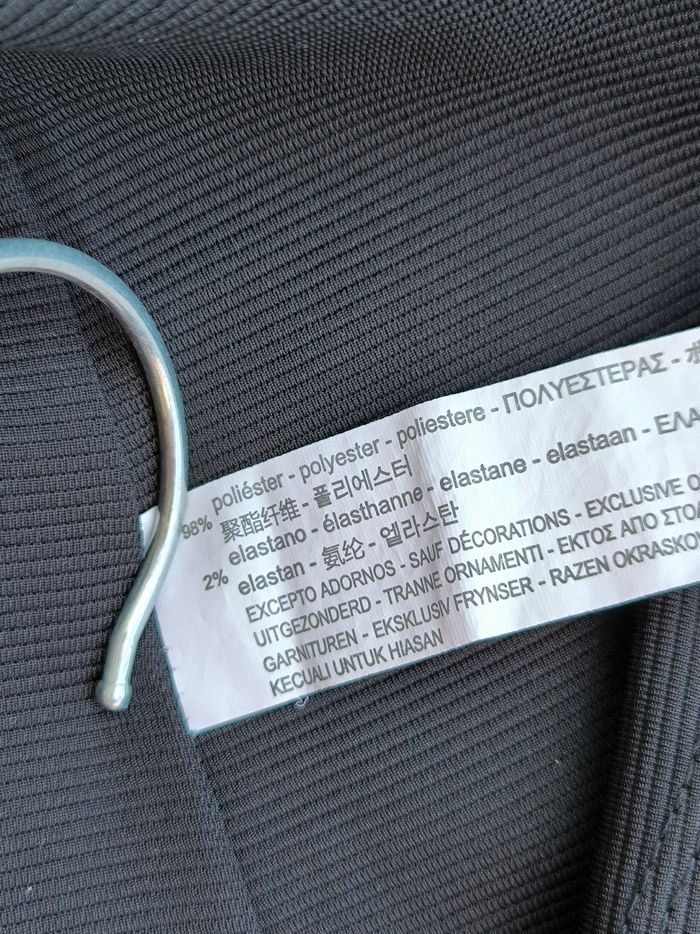 98% poliéster - polyester - poliestere - ΠΟΛΥΕΣΤΕΡΑΣ -
聚酯纤维 - 폴리에스터
2% elastano - élasthanne - elastane - elastaan - ΕΛΑ
elastan - 氨纶 - 엘라스탄
EXCEPTO ADORNOS - SAUF DÉCORATIONS - EXCLUSIVE O
UITGEZONDERD - TRANNE ORNAMENTI - ΕΚΤΟΣ ΑΠΟ ΣΤΟ
GARNITUREN - EKSKLUSIV FRYNSER - RAZEN OKRASKO
KECUALI UNTUK HIASAN